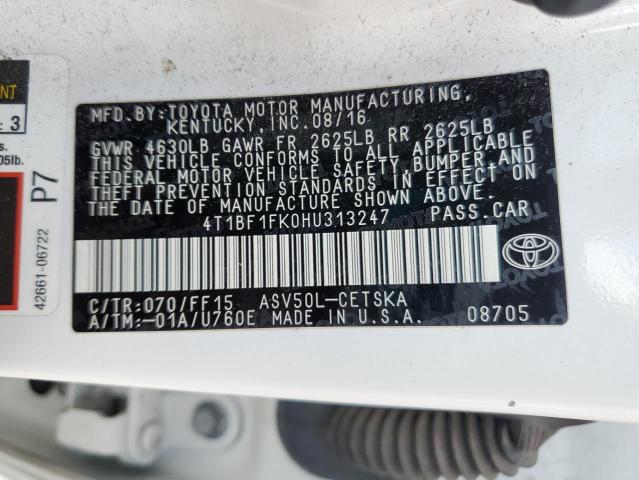 MFD. BY: TOYOTA MOTOR MANUFACTURING,
KENTUCKY, INC. 08/16
GVWR 4630LB GAWR FR 2625LB RR 2625LB
THIS VEHICLE CONFORMS TO ALL APPLICABLE
FEDERAL MOTOR VEHICLE SAFETY, BUMPER, AND
THEFT PREVENTION STANDARDS IN EFFECT ON
THE DATE OF MANUFACTURE SHOWN ABOVE.
4T1BF1FK0HU313247 PASS. CAR
TOYOTA
C/TR: 070/FF15 ASV50L-CETSKA
A/TM: -01A/U760E MADE IN U.S.A. 08705
: 3
P7
42661-06722